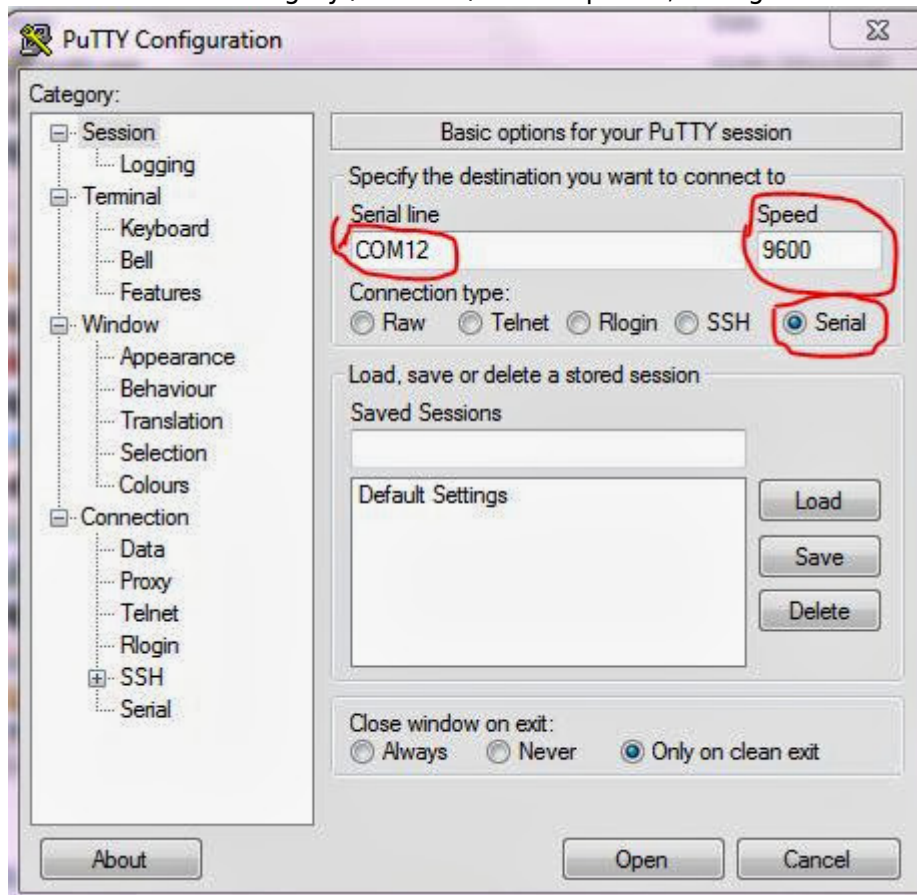 PuTTY Configuration
Category:
Session
Logging
Terminal
Keyboard
Bell
Features
Window
Appearance
Behaviour
Translation
Selection
Colours
Connection
Data
Proxy
Telnet
Rlogin
SSH
Serial
Basic options for your PuTTY session
Specify the destination you want to connect to
Serial line Speed
COM12 9600
Connection type:
Raw Telnet Rlogin SSH Serial
Load, save or delete a stored session
Saved Sessions
Default Settings
Load
Save
Delete
Close window on exit:
Always Never Only on clean exit
About Open Cancel